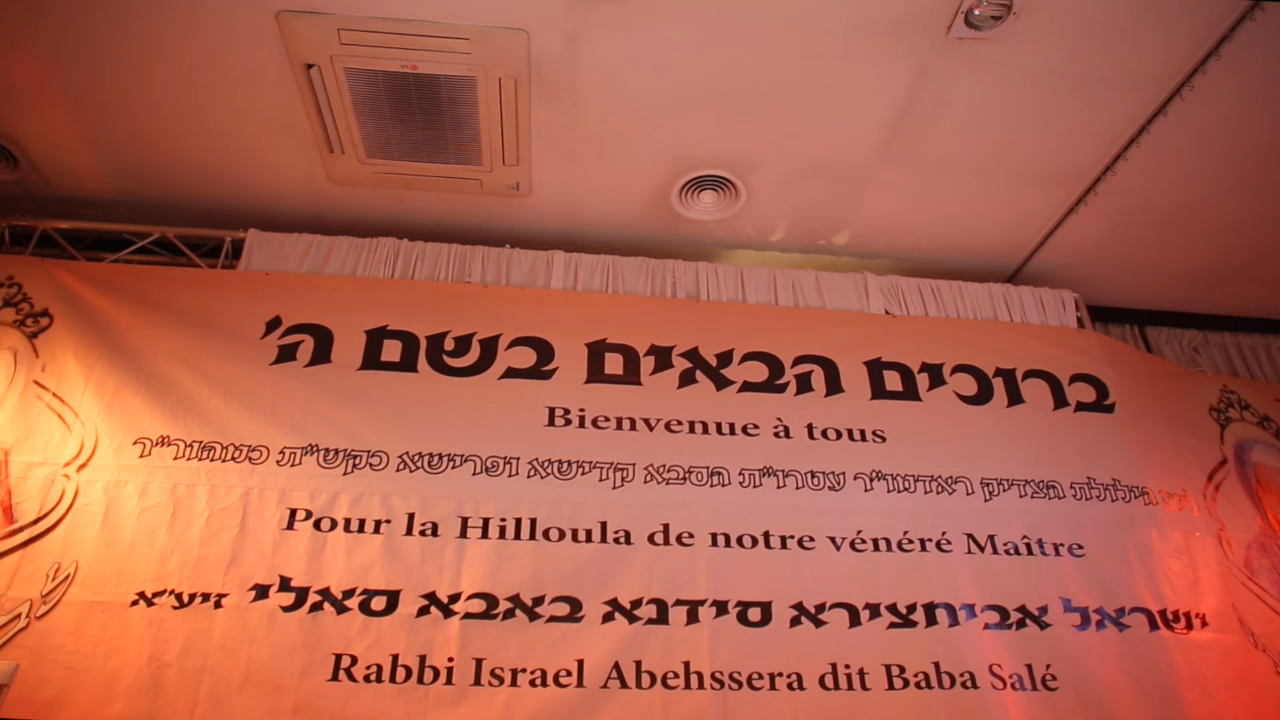 ברוכים הבאים בשם ה'
Bienvenue à tous
הילולת הצדיק ראדמו"ר עטרו"ת הסבא קדישא ופרישא כקש"ת כמהור"ר
Pour la Hilloula de notre vénéré Maître
ישראל אביחצירא סידנא באבא סאלי זיע"א
Rabbi Israel Abehssera dit Baba Salé